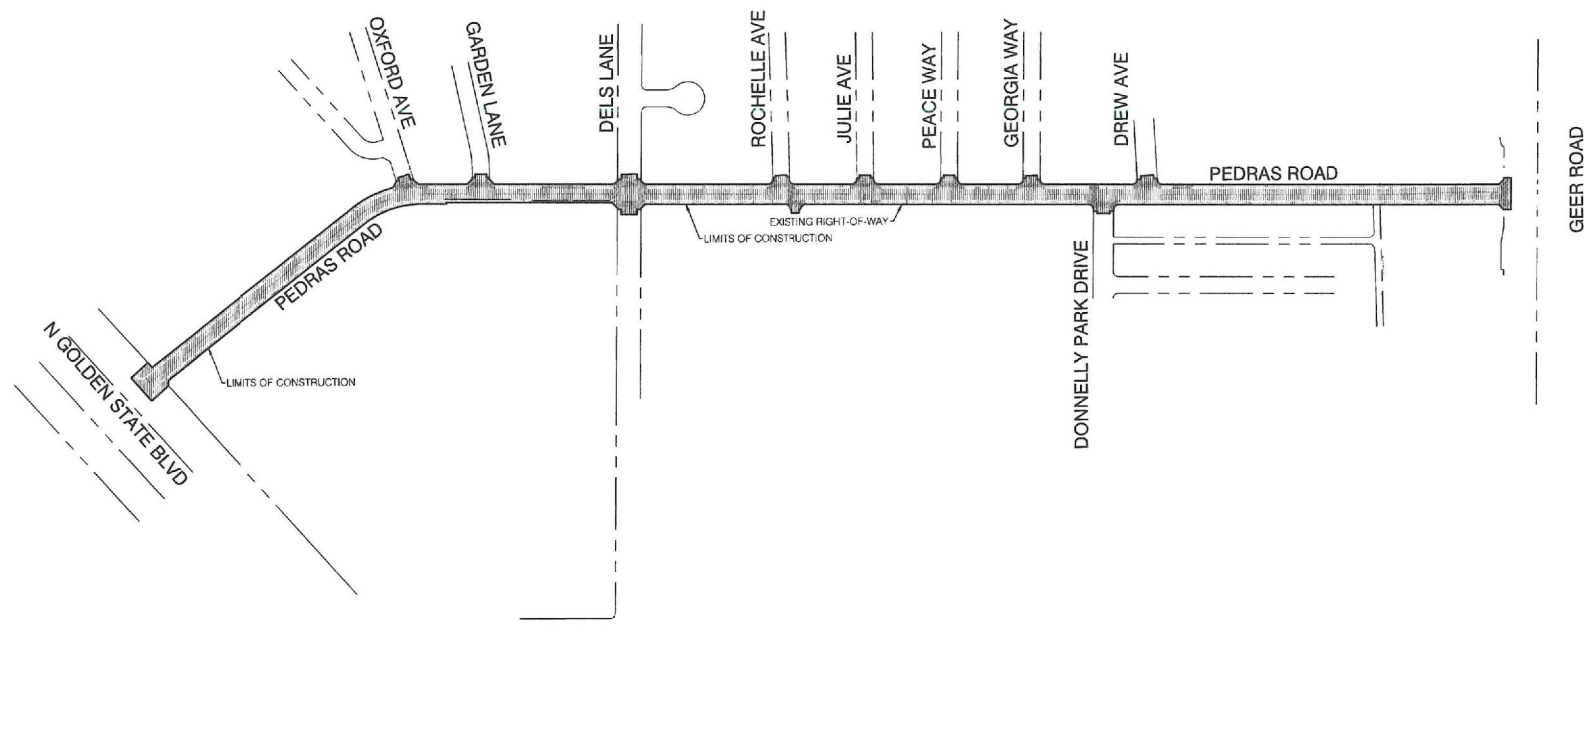 OXFORD AVE
GARDEN LANE
DELS LANE
ROCHELLE AVE
JULIE AVE
PEACE WAY
GEORGIA WAY
DREW AVE
PEDRAS ROAD
GEER ROAD
EXISTING RIGHT-OF-WAY
LIMITS OF CONSTRUCTION
PEDRAS ROAD
DONNELLY PARK DRIVE
N GOLDEN STATE BLVD
LIMITS OF CONSTRUCTION